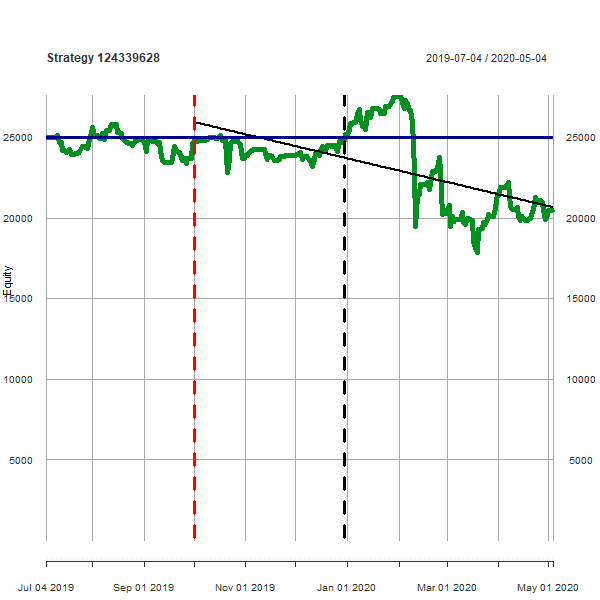 Strategy 124339628
2019-07-04 / 2020-05-04
25000
25000
20000
20000
Equity
15000
15000
10000
10000
5000
5000
Jul 04 2019
Sep 01 2019
Nov 01 2019
Jan 01 2020
Mar 01 2020
May 01 2020